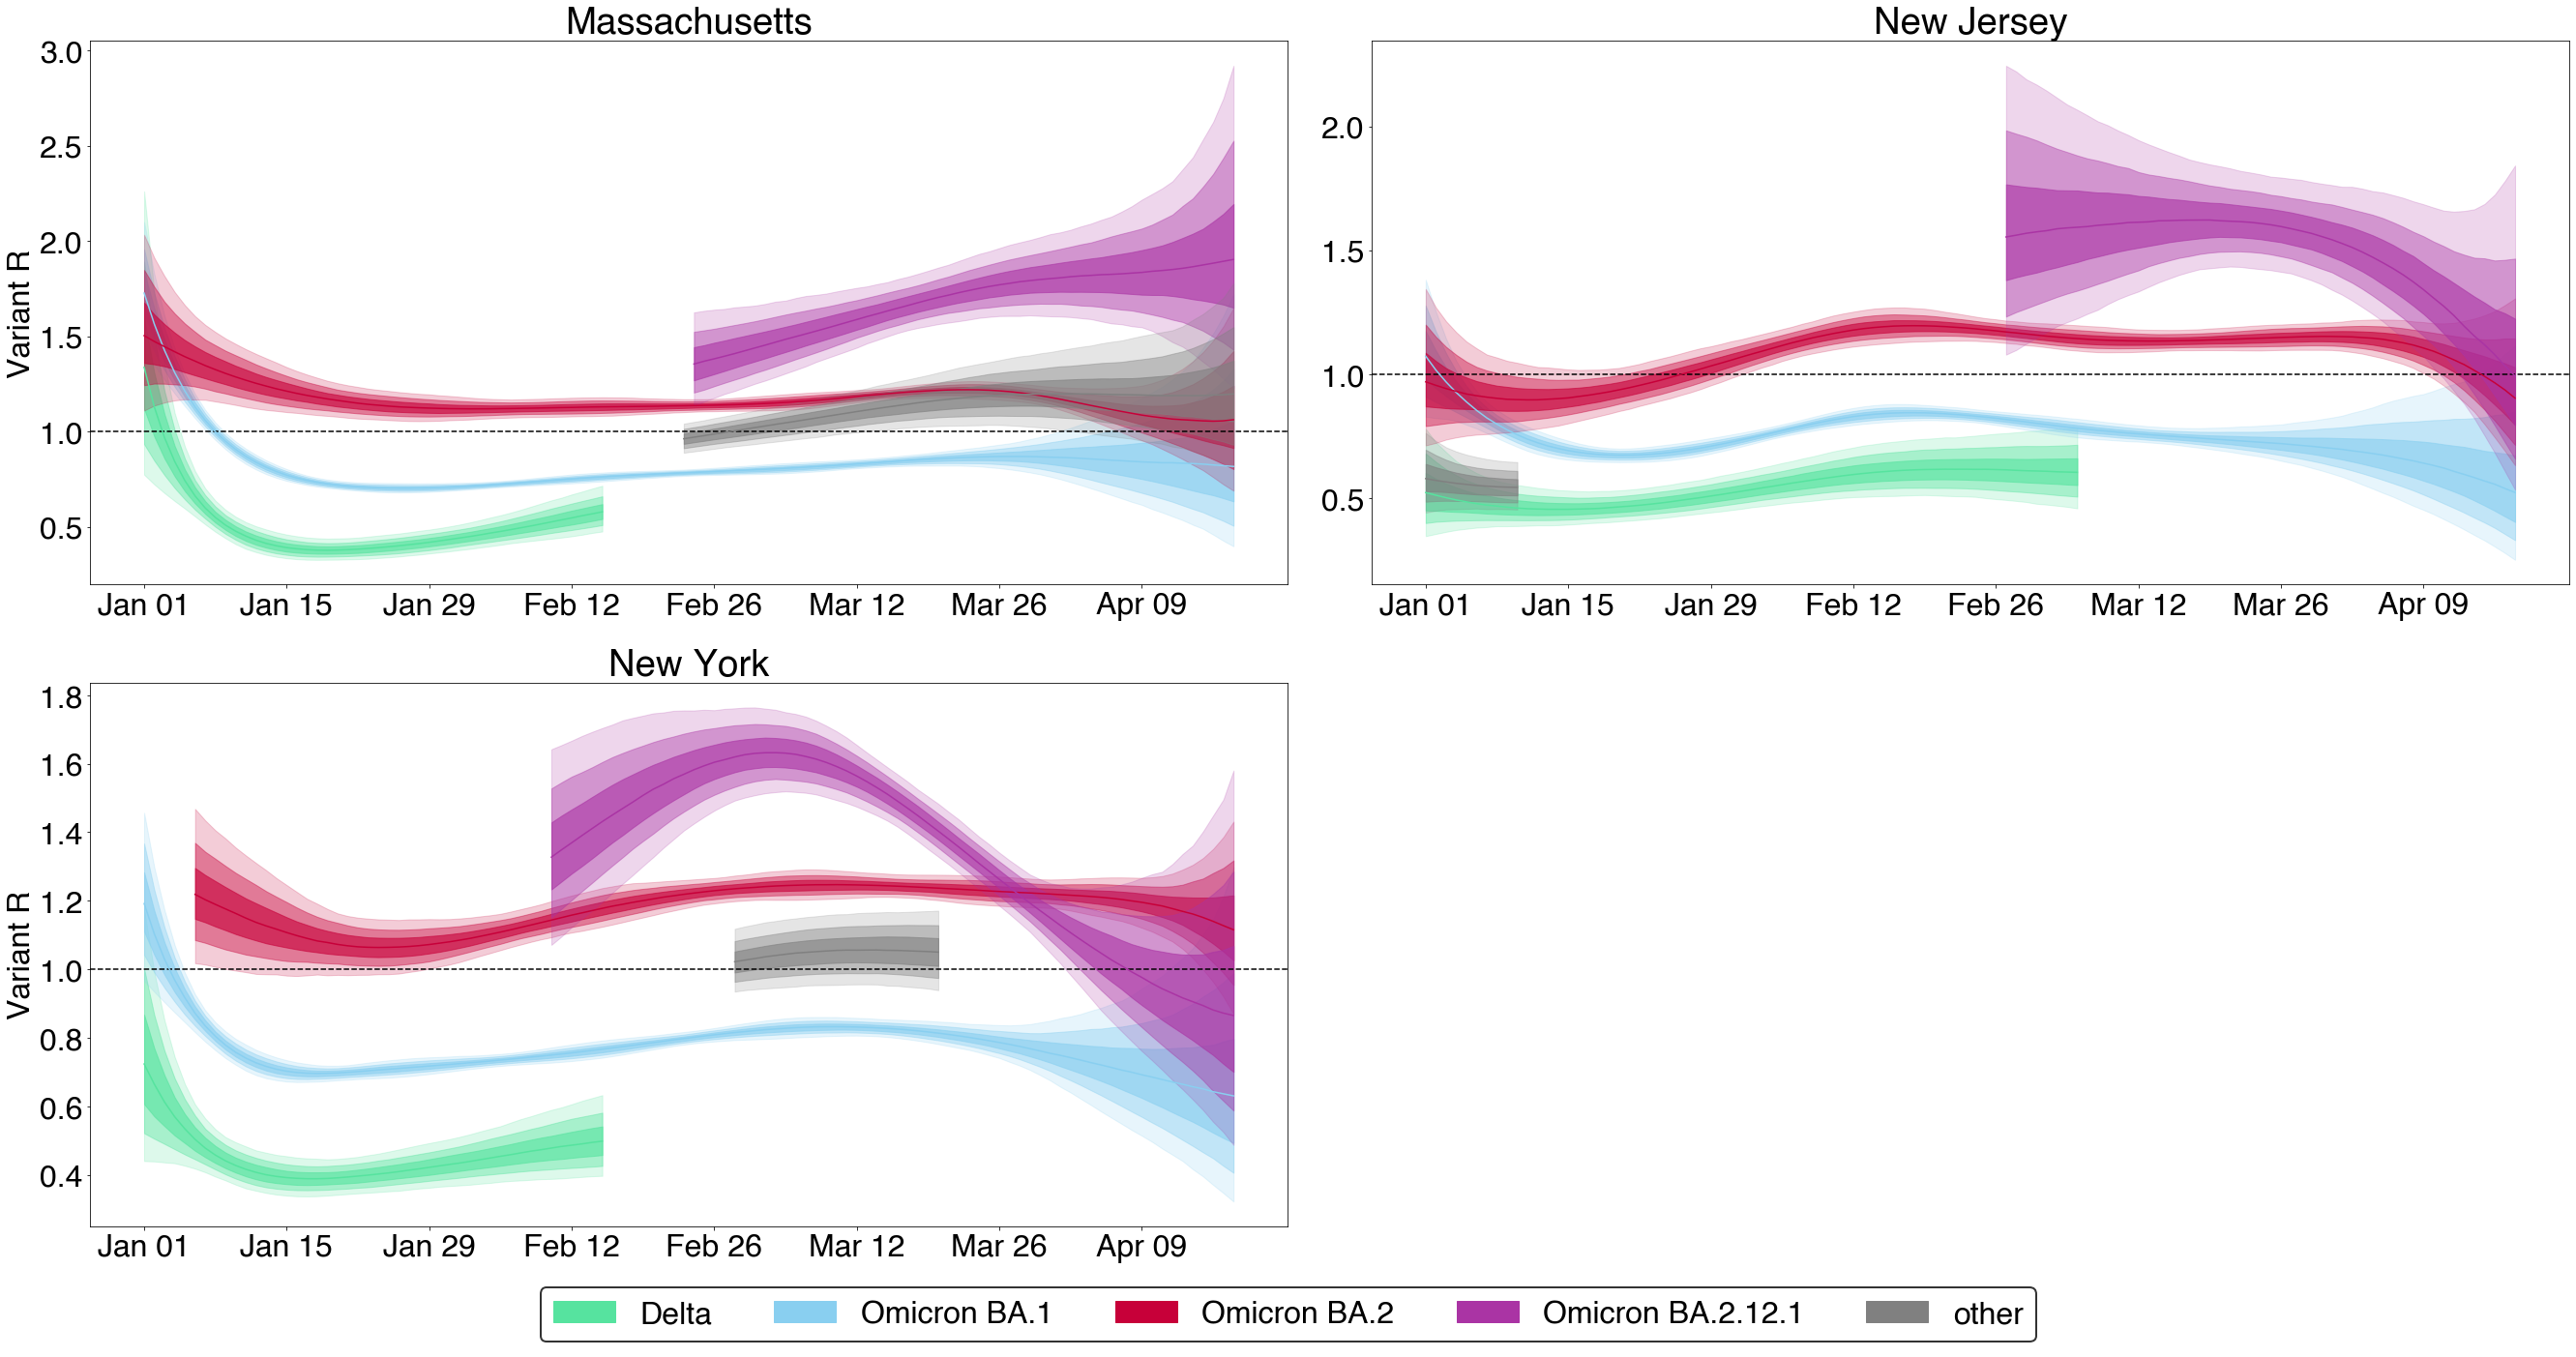 Massachusetts
Variant R
3.0
2.5
2.0
1.5
1.0
0.5
Jan 01 Jan 15 Jan 29 Feb 12 Feb 26 Mar 12 Mar 26 Apr 09
New Jersey
2.0
1.5
1.0
0.5
Jan 01 Jan 15 Jan 29 Feb 12 Feb 26 Mar 12 Mar 26 Apr 09
New York
Variant R
1.8
1.6
1.4
1.2
1.0
0.8
0.6
0.4
Jan 01 Jan 15 Jan 29 Feb 12 Feb 26 Mar 12 Mar 26 Apr 09
Delta Omicron BA.1 Omicron BA.2 Omicron BA.2.12.1 other